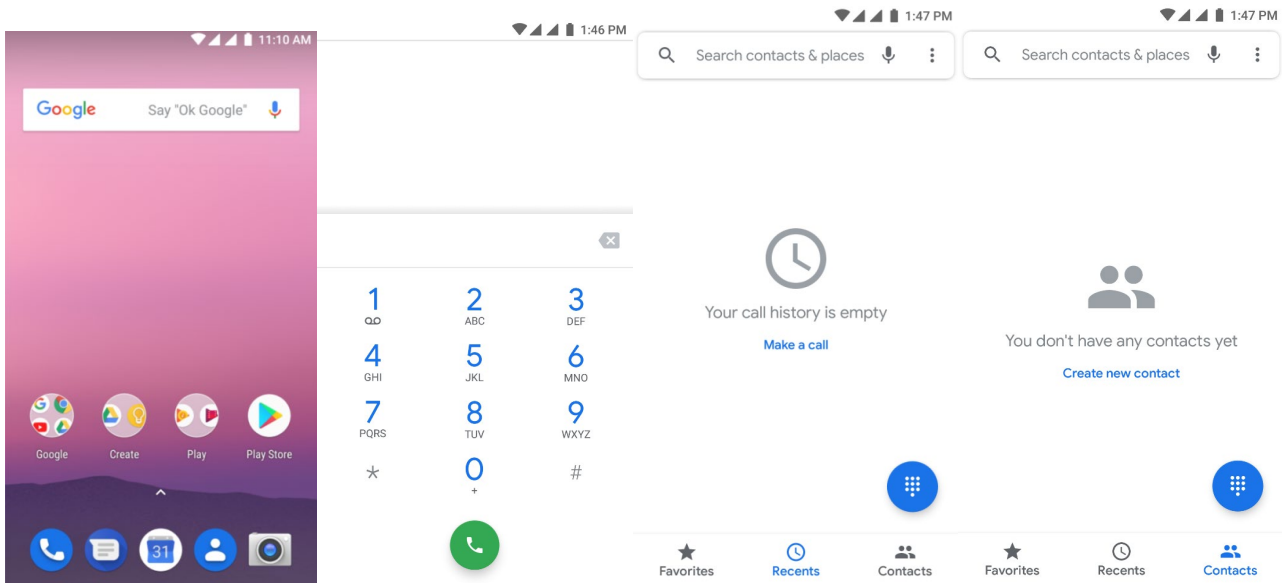 11:10 AM
Google Say "Ok Google"
Google Create Play Play Store
31
1:46 PM
1 2 3
ABC DEF
4 5 6
GHI JKL MNO
7 8 9
PQRS TUV WXYZ
* 0 #
+
1:47 PM
Search contacts & places
Your call history is empty
Make a call
Favorites Recents Contacts
1:47 PM
Search contacts & places
You don't have any contacts yet
Create new contact
Favorites Recents Contacts